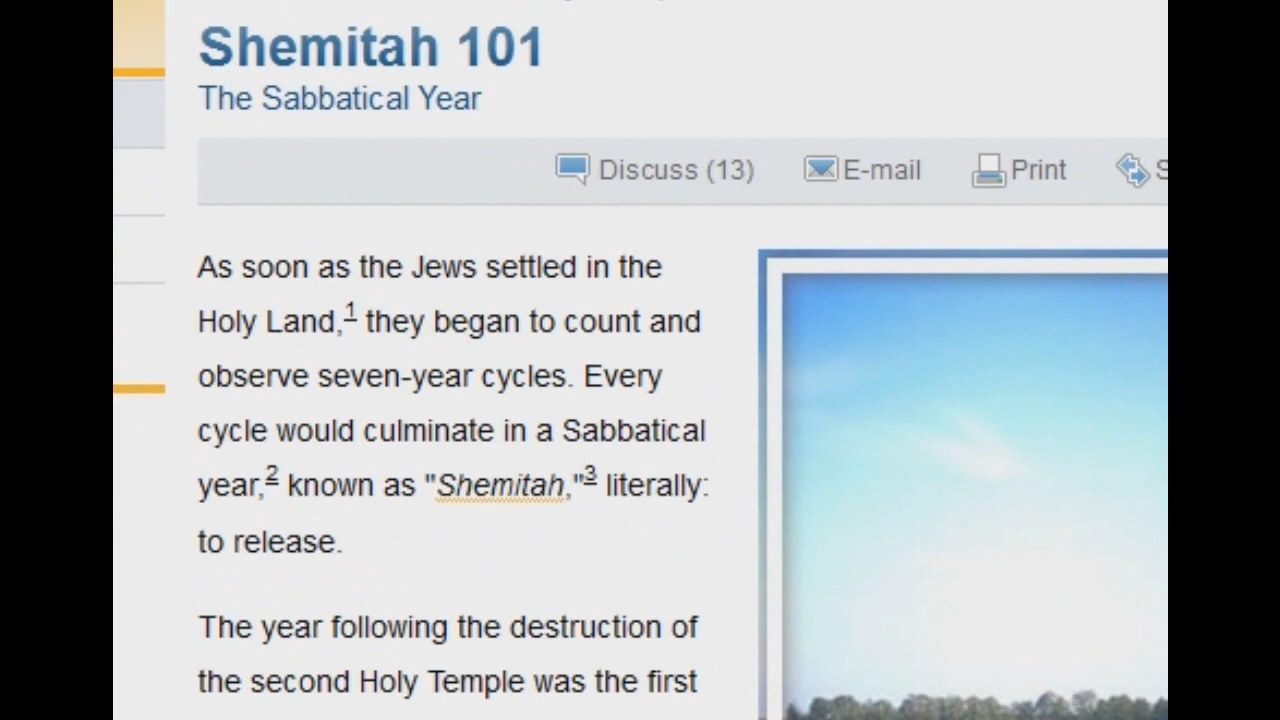 Shemitah 101
The Sabbatical Year
Discuss (13) E-mail Print S
As soon as the Jews settled in the
Holy Land,1 they began to count and
observe seven-year cycles. Every
cycle would culminate in a Sabbatical
year,2 known as "Shemitah,"3 literally:
to release.
The year following the destruction of
the second Holy Temple was the first